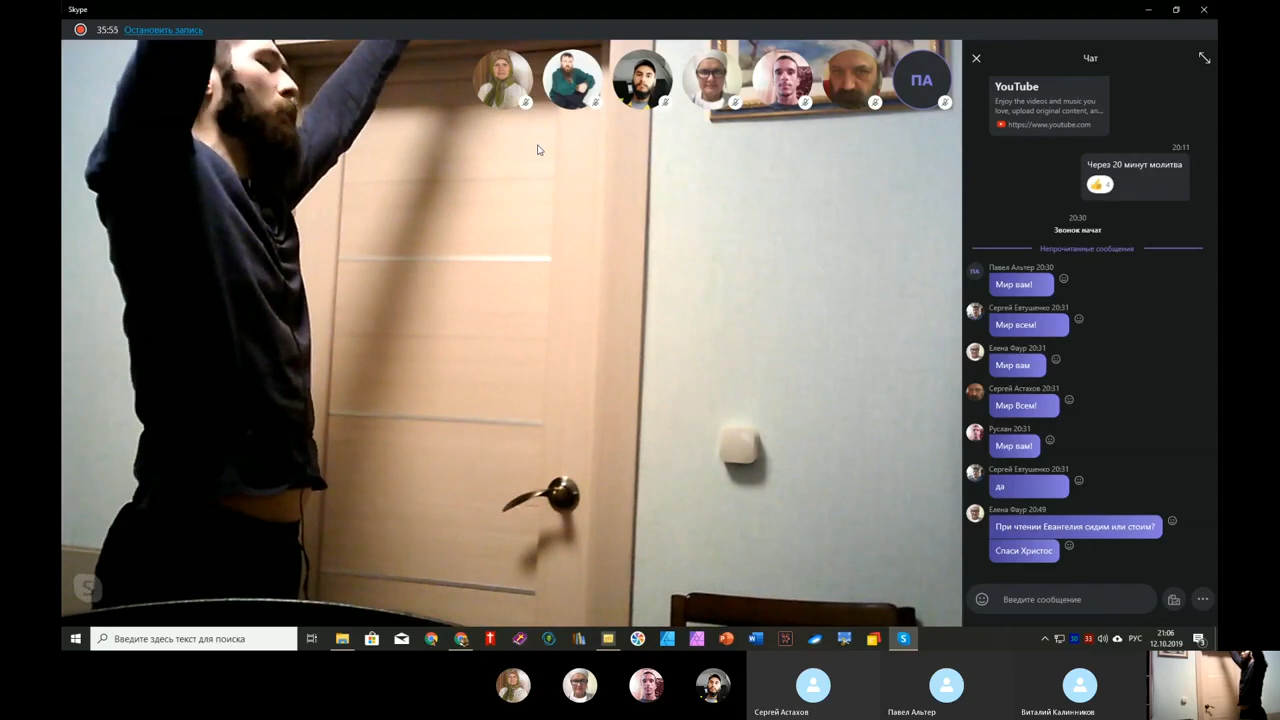 Skype
35:55 Остановить запись
ПА
Чат
YouTube
Enjoy the videos and music you
love, upload original content, an...
https://www.youtube.com
20:11
Через 20 минут молитва
4
20:30
Звонок начат
Непрочитанные сообщения
ПА
Павел Альтер 20:30
Мир вам!
Сергей Евтушенко 20:31
Мир всем!
Елена Фаур 20:31
Мир вам
Сергей Астахов 20:31
Мир Всем!
Руслан 20:31
Мир вам!
Сергей Евтушенко 20:31
да
Елена Фаур 20:49
При чтении Евангелия сидим или стоим?
Спаси Христос
Введите сообщение
Введите здесь текст для поиска
30
33
РУС
21:06
12.10.2019
3
Сергей Астахов
Павел Альтер
Виталий Калинников